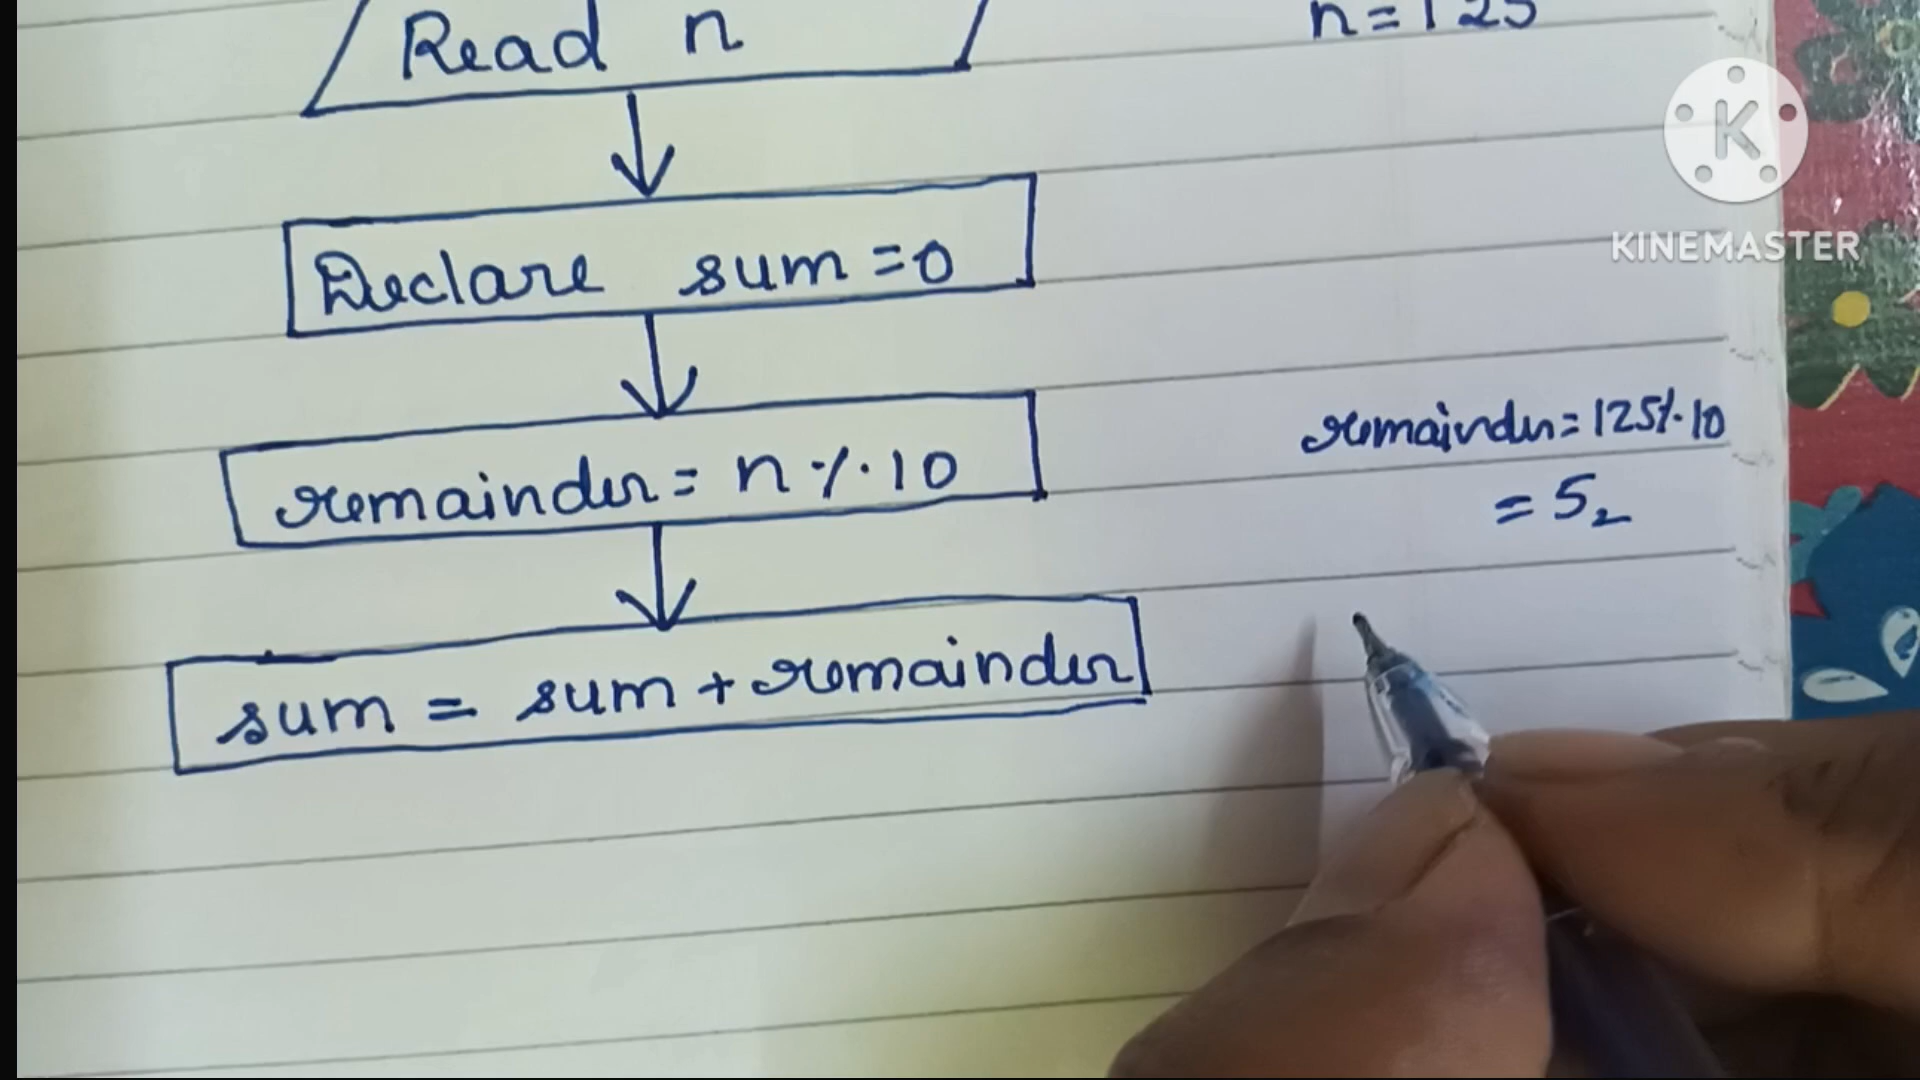 Read n
n=125
Declare sum=0
remainder= n%10
remainder=125%10
= 5
sum = sum + remainder
K
KINEMASTER